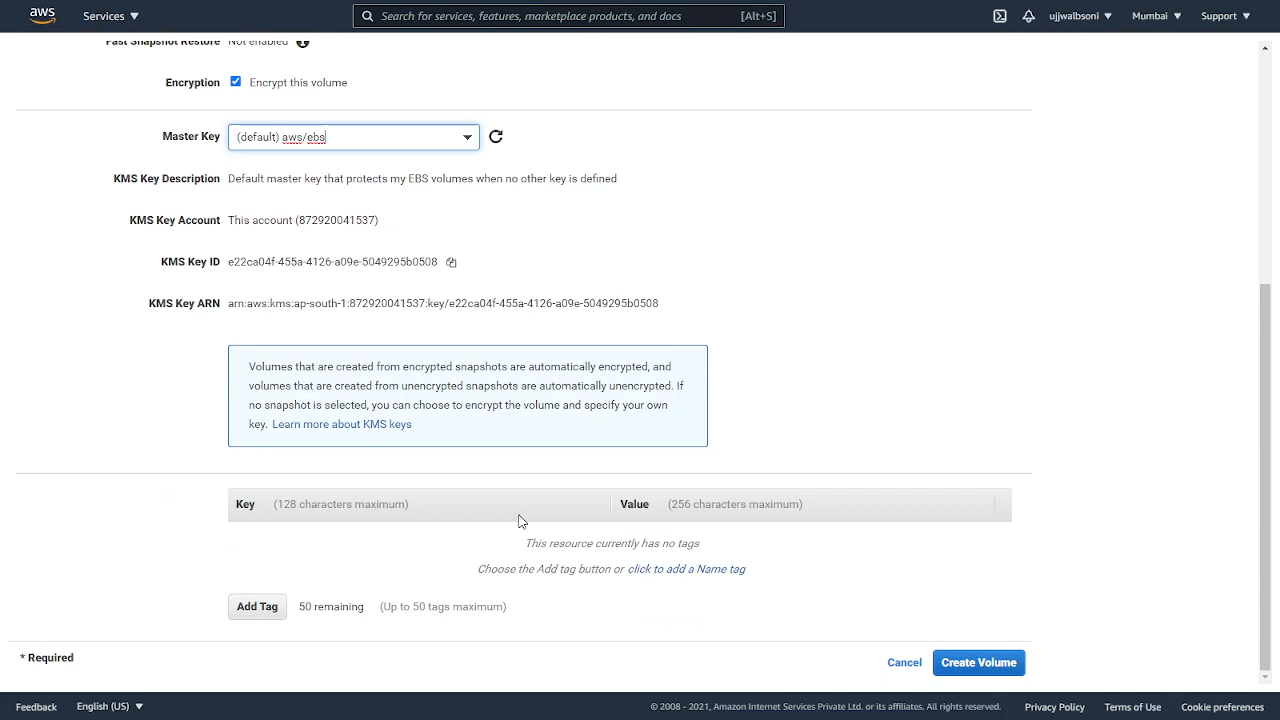 aws
Services
Search for services, features, marketplace products, and docs [Alt+S]
ujjwalbsoni
Mumbai
Support
Fast Snapshot Restore Not enabled
Encryption Encrypt this volume
Master Key (default) aws/ebs
KMS Key Description Default master key that protects my EBS volumes when no other key is defined
KMS Key Account This account (872920041537)
KMS Key ID e22ca04f-455a-4126-a09e-5049295b0508
KMS Key ARN arn:aws:kms:ap-south-1:872920041537:key/e22ca04f-455a-4126-a09e-5049295b0508
Volumes that are created from encrypted snapshots are automatically encrypted, and
volumes that are created from unencrypted snapshots are automatically unencrypted. If
no snapshot is selected, you can choose to encrypt the volume and specify your own
key. Learn more about KMS keys
Key (128 characters maximum) Value (256 characters maximum)
This resource currently has no tags
Choose the Add tag button or click to add a Name tag
Add Tag 50 remaining (Up to 50 tags maximum)
* Required
Cancel Create Volume
Feedback English (US) © 2008 - 2021, Amazon Internet Services Private Ltd. or its affiliates. All rights reserved. Privacy Policy Terms of Use Cookie preferences